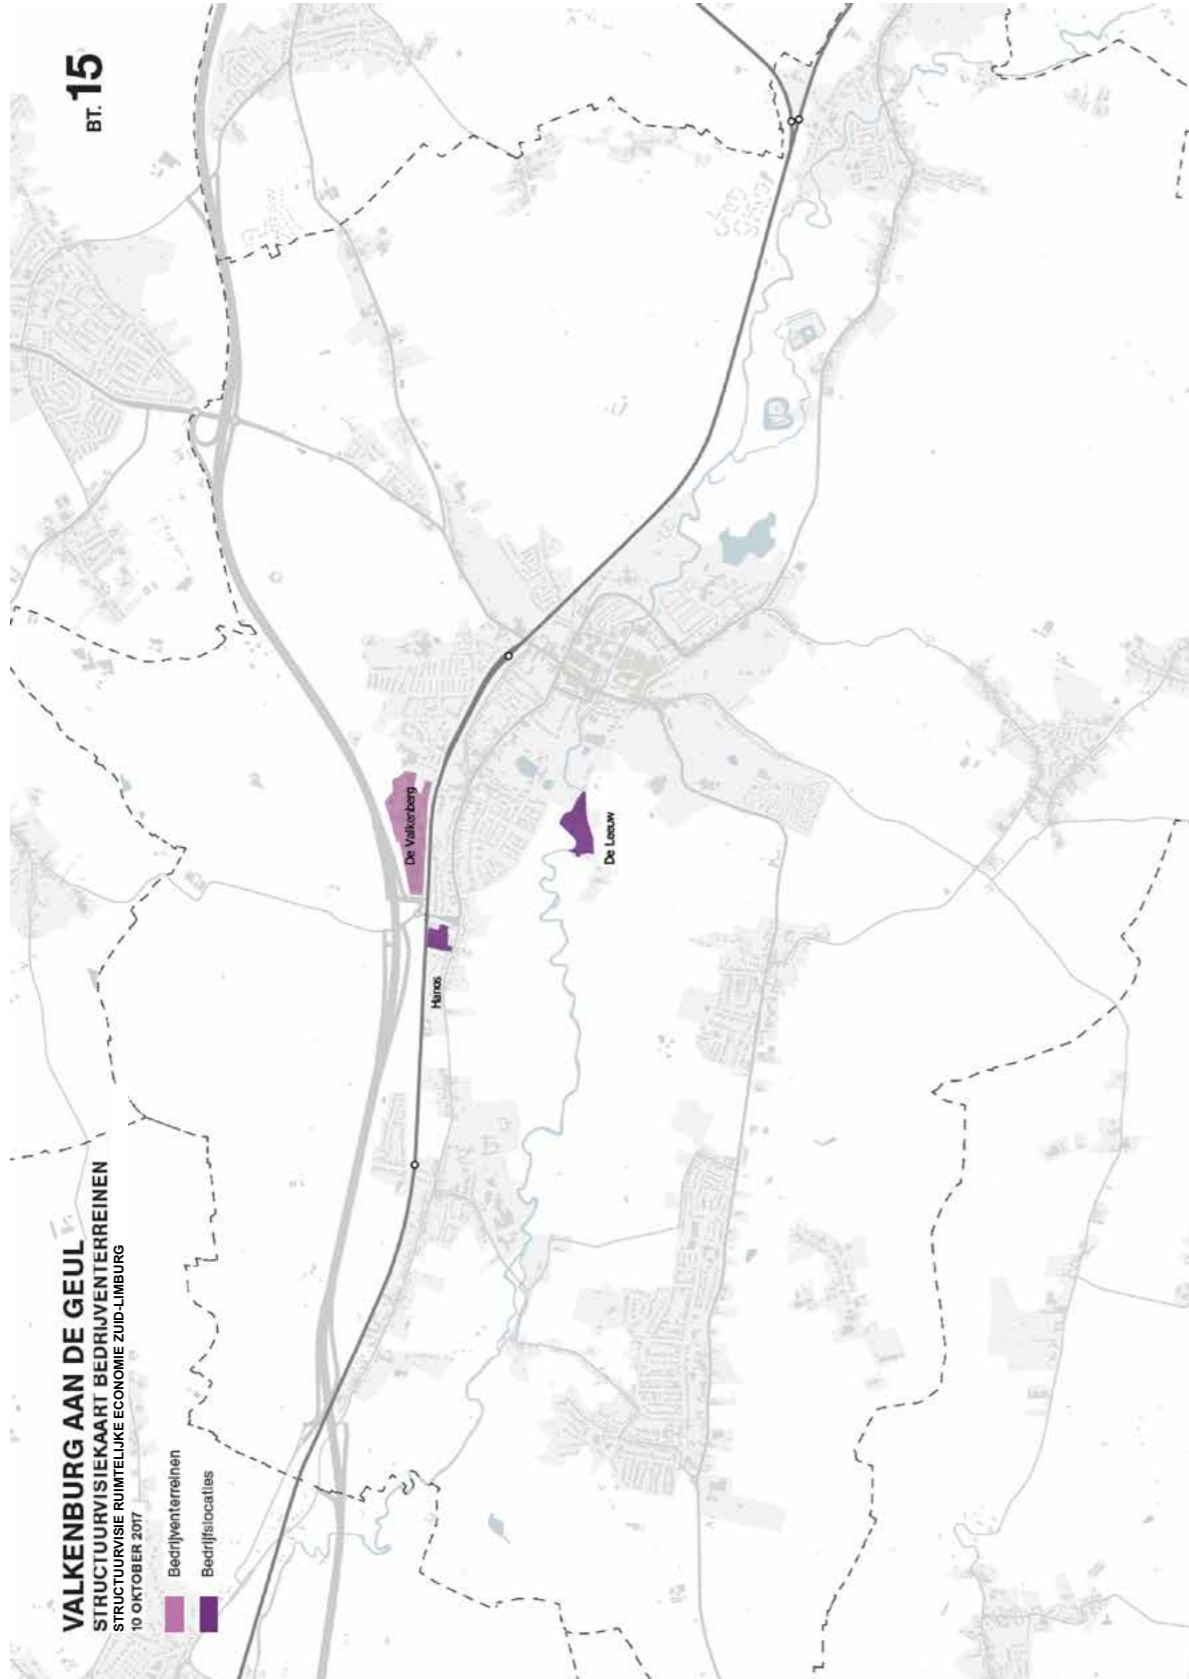 VALKENBURG AAN DE GEUL
STRUCTUURVISIEKAART BEDRIJVENTERREINEN
STRUCTUURVISIE RUIMTELIJKE ECONOMIE ZUID-LIMBURG
10 OKTOBER 2017
Bedrijventerreinen
Bedrijfslocaties
BT. 15
De Valkenberg
Hanos
De Leeuw